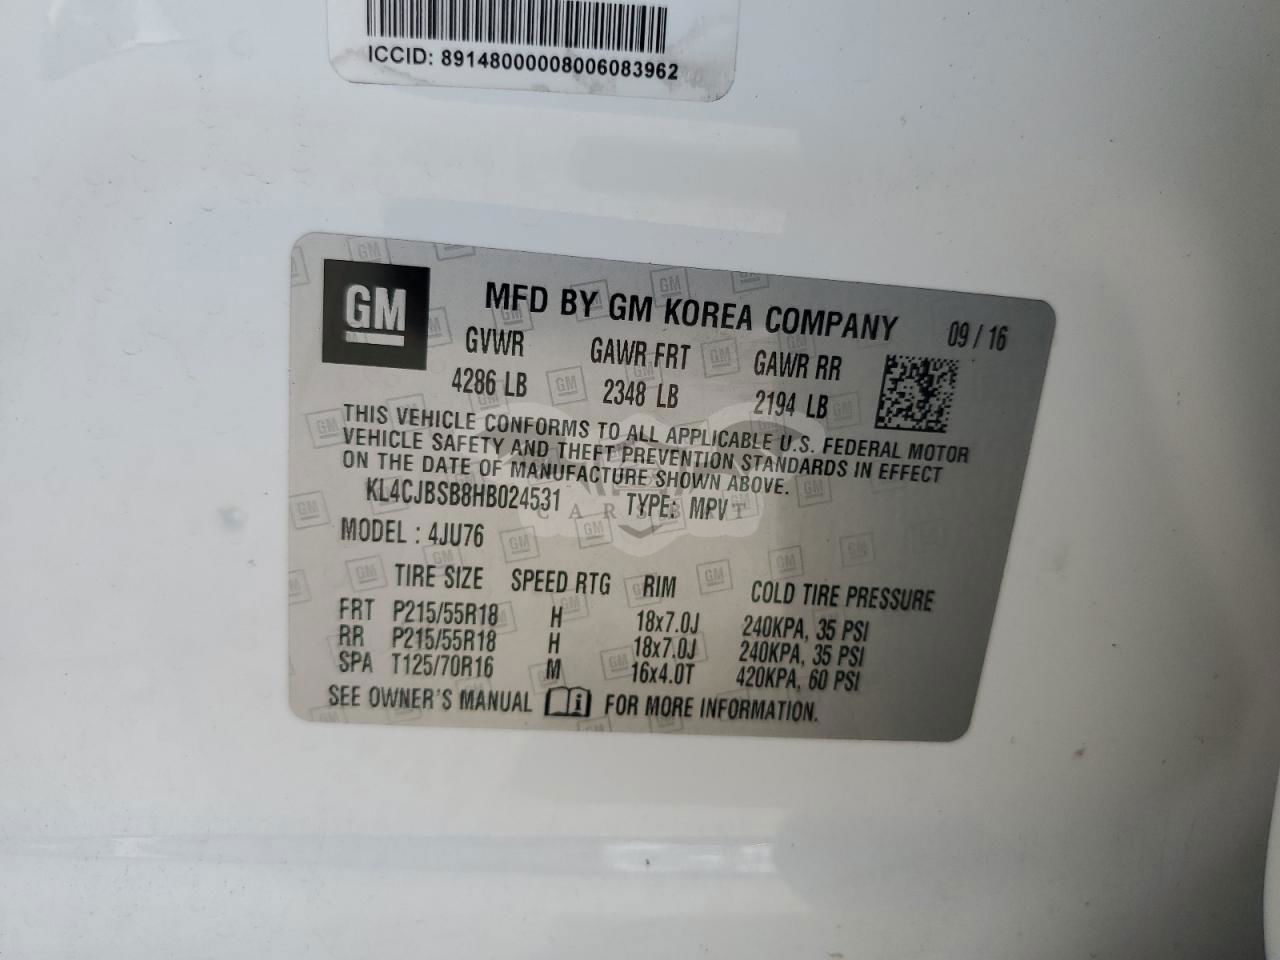 ICCID: 89148000008006083962
GM
MFD BY GM KOREA COMPANY 09 / 16
GVWR GAWR FRT GAWR RR
4286 LB 2348 LB 2194 LB
THIS VEHICLE CONFORMS TO ALL APPLICABLE U.S. FEDERAL MOTOR
VEHICLE SAFETY AND THEFT PREVENTION STANDARDS IN EFFECT
ON THE DATE OF MANUFACTURE SHOWN ABOVE.
KL4CJBSB8HB024531 TYPE: MPV
MODEL : 4JU76
TIRE SIZE SPEED RTG RIM COLD TIRE PRESSURE
FRT P215/55R18 H 18x7.0J 240KPA, 35 PSI
RR P215/55R18 H 18x7.0J 240KPA, 35 PSI
SPA T125/70R16 M 16x4.0T 420KPA, 60 PSI
SEE OWNER'S MANUAL FOR MORE INFORMATION.